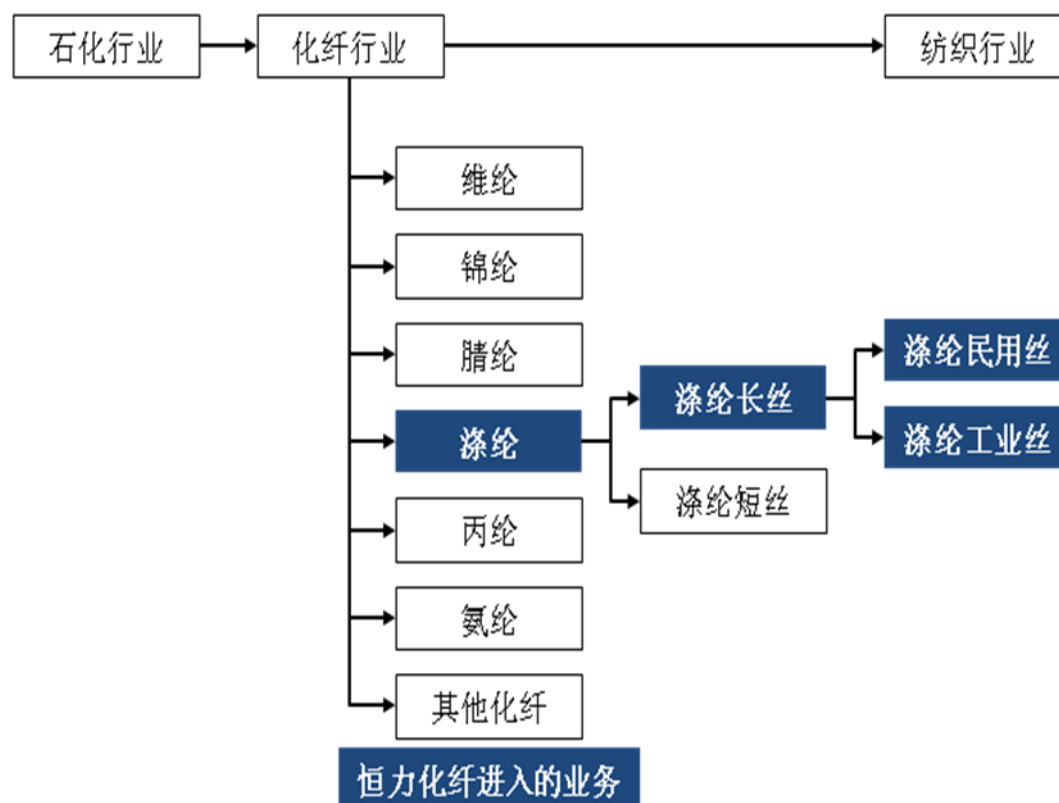 石化行业
化纤行业
纺织行业
维纶
锦纶
腈纶
涤纶
涤纶长丝
涤纶民用丝
涤纶工业丝
涤纶短丝
丙纶
氨纶
其他化纤
恒力化纤进入的业务